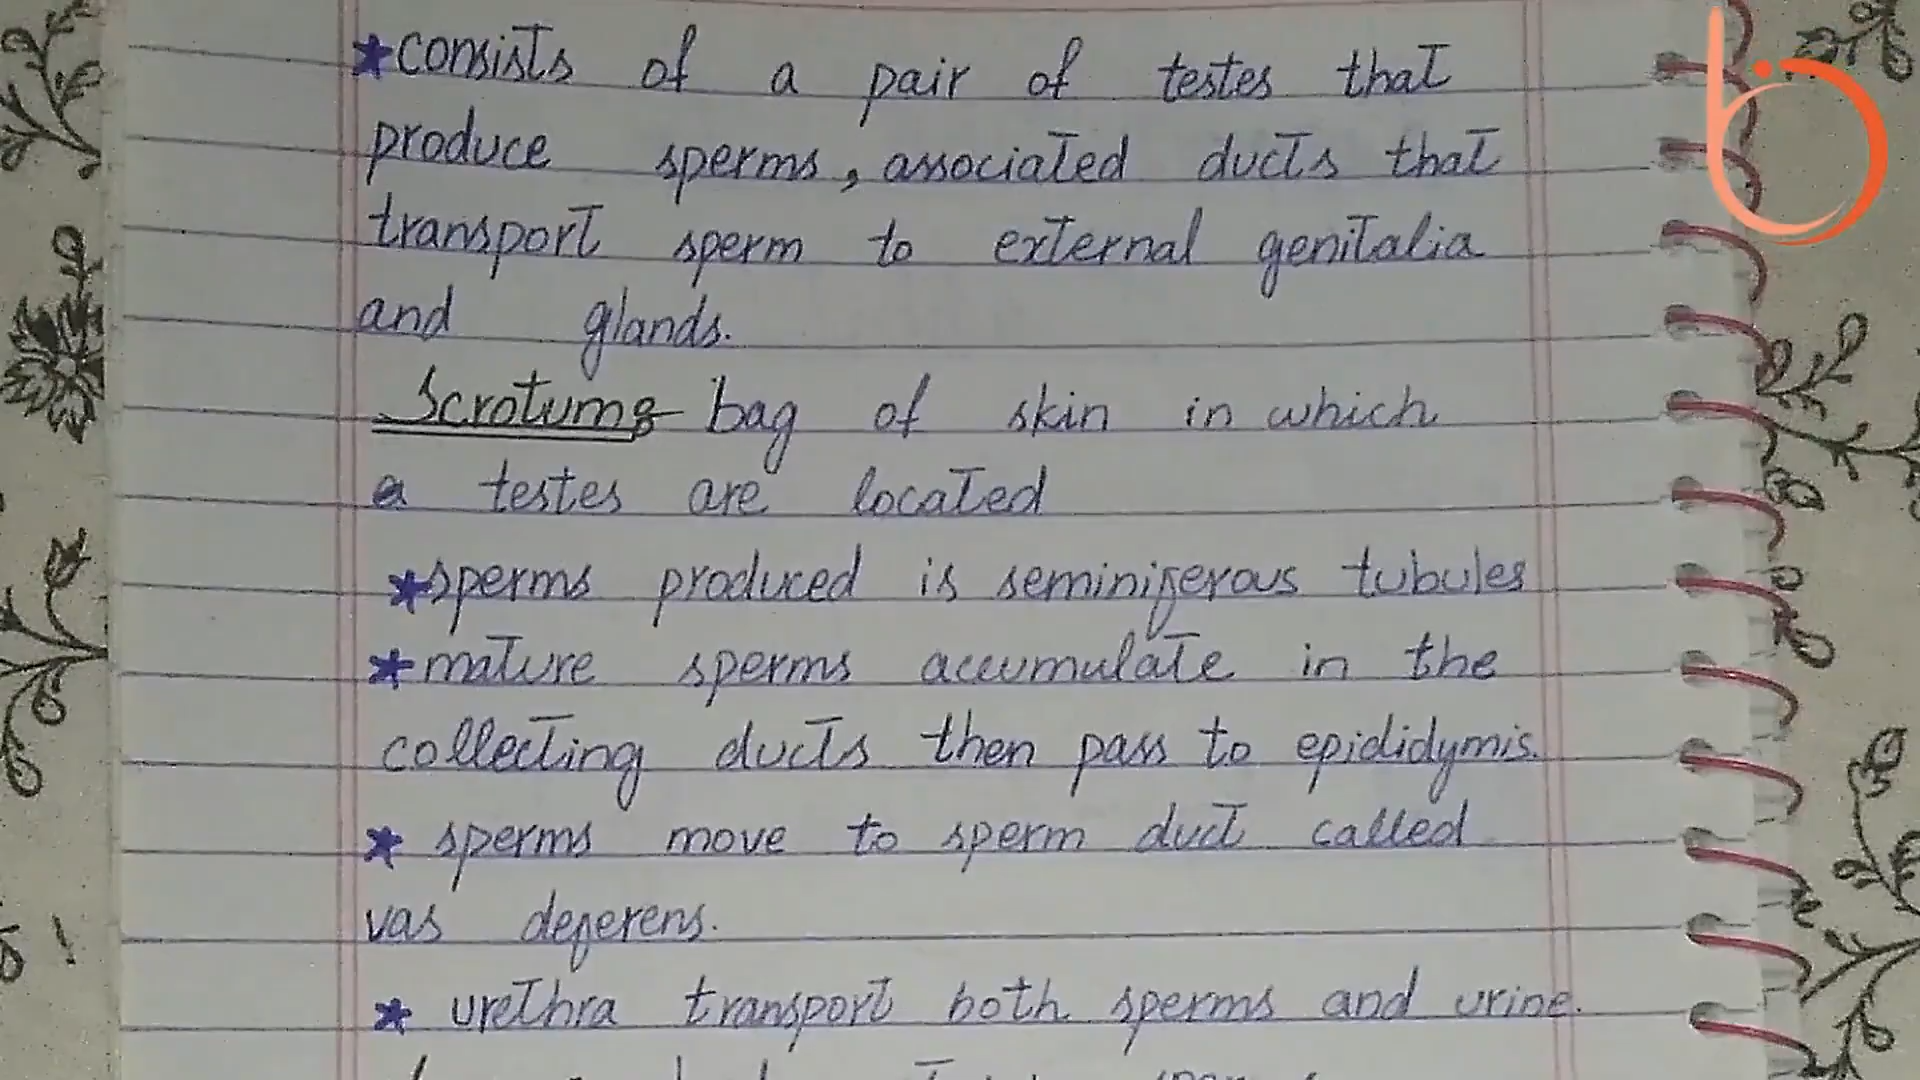 ★consists of a pair of testes that
produce sperms, associated ducts that
transport sperm to external genitalia
and glands.
Scrotum:- bag of skin in which
a testes are located
★sperms produced is seminiferous tubules
★mature sperms accumulate in the
collecting ducts then pass to epididymis.
★ sperms move to sperm duct called
vas deferens.
★ urethra transport both sperms and urine.